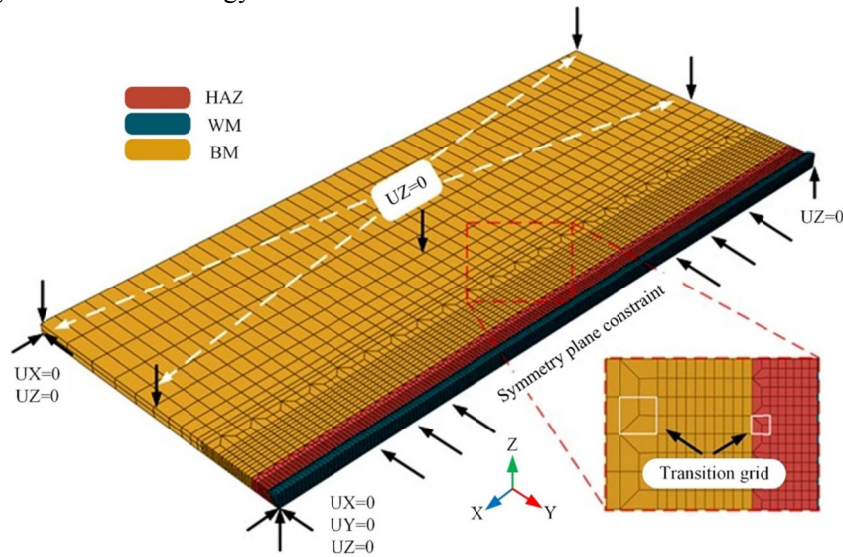 HAZ
WM
BM
UZ=0
UZ=0
Symmetry plane constraint
UX=0
UZ=0
Transition grid
Z
X
Y
UX=0
UY=0
UZ=0